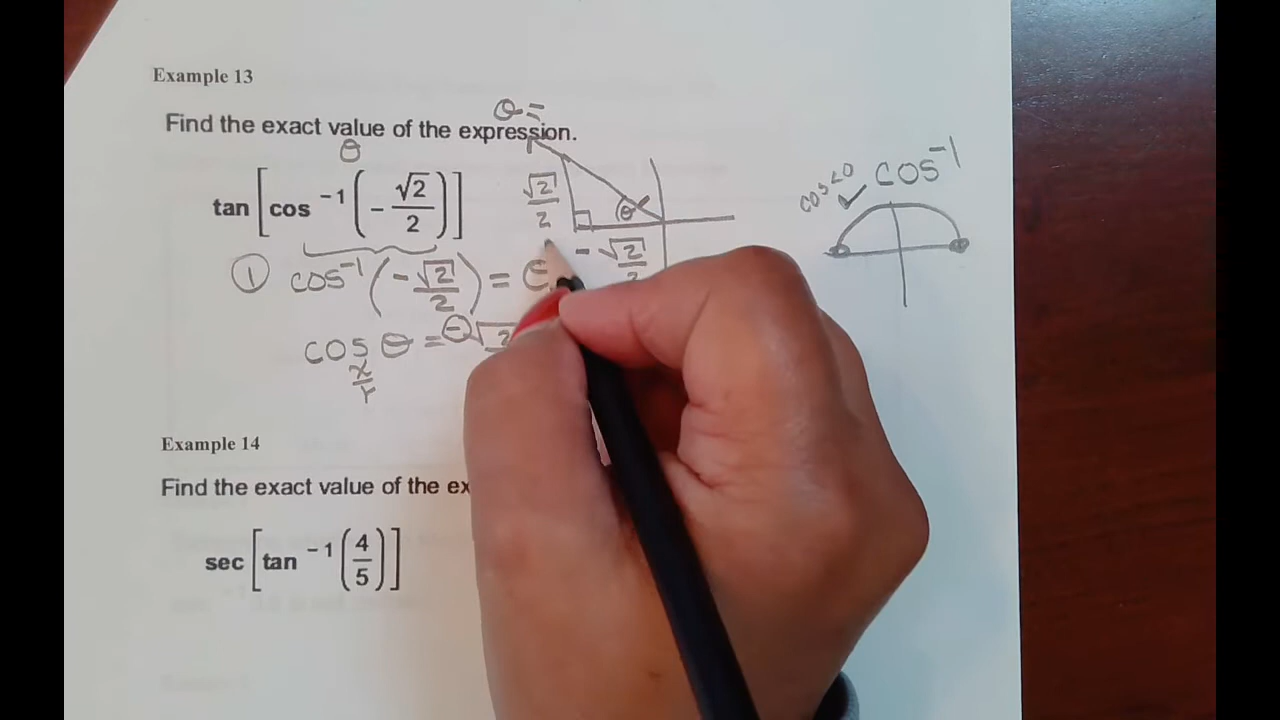 Example 13
θ=
Find the exact value of the expression.
θ
tan [cos⁻¹(-√2/2)]
√2/2
θ
-√2/2
cos<0 ✓ cos⁻¹
① cos⁻¹(-√2/2) =
cos θ = -√2
x/r
Example 14
Find the exact value of the ex
sec [tan⁻¹(4/5)]